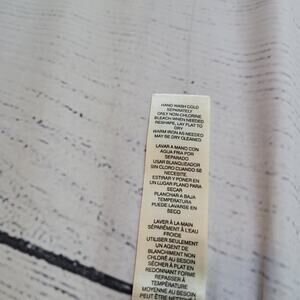 HAND WASH COLD
SEPARATELY
ONLY NON-CHLORINE
BLEACH WHEN NEEDED
RESHAPE, LAY FLAT TO
DRY
WARM IRON AS NEEDED
MAY BE DRY CLEANED
LAVAR A MANO CON
AGUA FRIA POR
SEPARADO
USAR BLANQUEADOR
SIN CLORO CUANDO SE
NECESITE
ESTIRAR Y PONER EN
UN LUGAR PLANO PARA
SECAR
PLANCHAR A BAJA
TEMPERATURA
PUEDE LAVARSE EN
SECO
LAVER À LA MAIN
SÉPARÉMENT À L'EAU
FROIDE
UTILISER SEULEMENT
UN AGENT DE
BLANCHIMENT NON
CHLORÉ AU BESOIN
SÉCHER À PLAT EN
REDONNANT FORME
REPASSER À
TEMPÉRATURE
MOYENNE AU BESOIN
PEUT ÊTRE NETTOYÉ